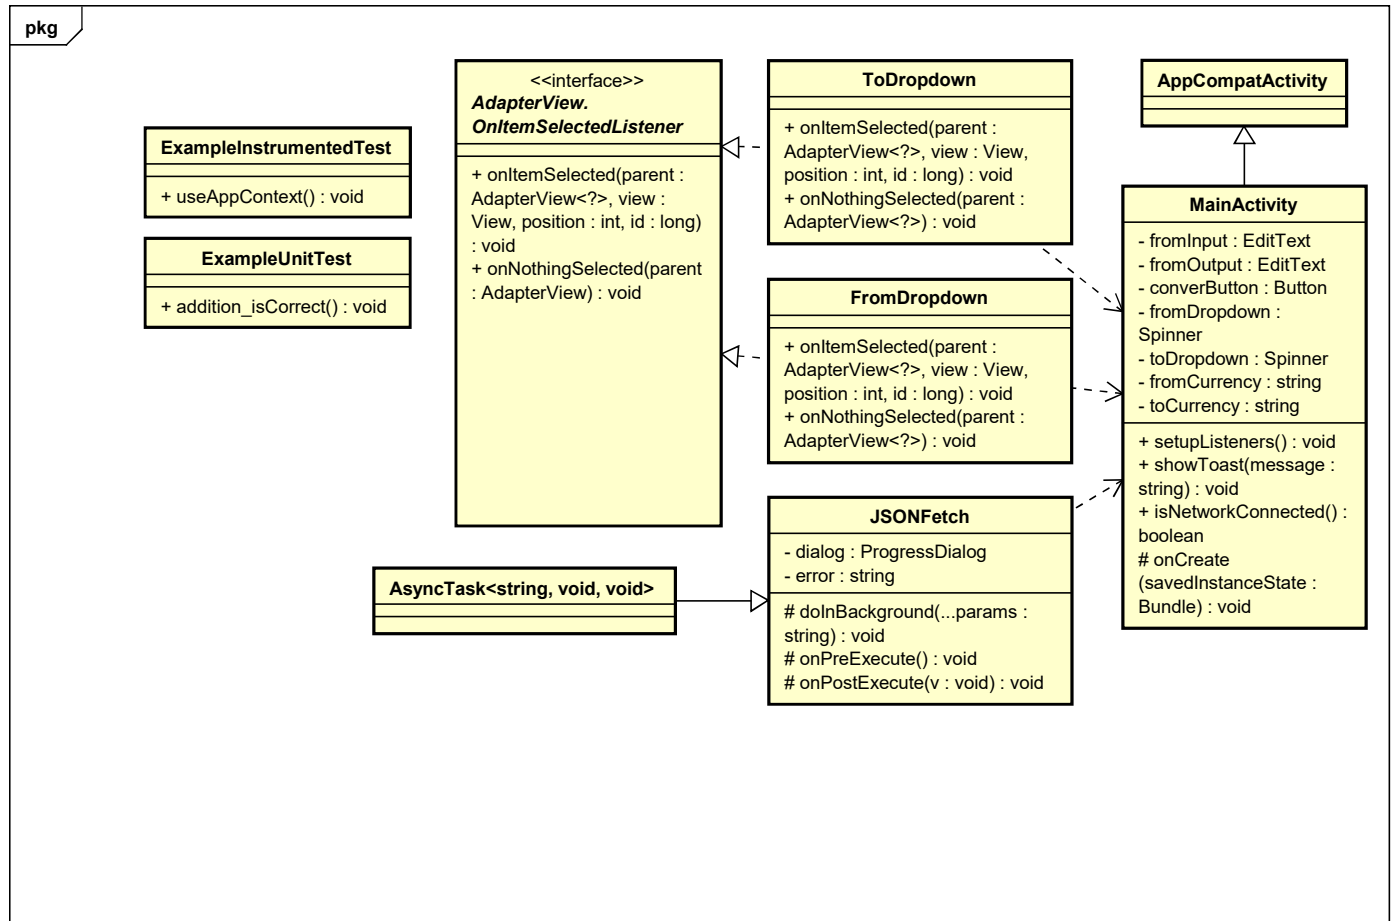 pkg
<<interface>>
AdapterView.
OnItemSelectedListener
+ onItemSelected(parent :
AdapterView<?>, view :
View, position : int, id : long)
: void
+ onNothingSelected(parent
: AdapterView) : void
ToDropdown
+ onItemSelected(parent :
AdapterView<?>, view : View,
position : int, id : long) : void
+ onNothingSelected(parent :
AdapterView<?>) : void
AppCompatActivity
ExampleInstrumentedTest
+ useAppContext() : void
ExampleUnitTest
+ addition_isCorrect() : void
FromDropdown
+ onItemSelected(parent :
AdapterView<?>, view : View,
position : int, id : long) : void
+ onNothingSelected(parent :
AdapterView<?>) : void
MainActivity
- fromInput : EditText
- fromOutput : EditText
- converButton : Button
- fromDropdown :
Spinner
- toDropdown : Spinner
- fromCurrency : string
- toCurrency : string
+ setupListeners() : void
+ showToast(message :
string) : void
+ isNetworkConnected() :
boolean
# onCreate
(savedInstanceState :
Bundle) : void
AsyncTask<string, void, void>
JSONFetch
- dialog : ProgressDialog
- error : string
# doInBackground(...params :
string) : void
# onPreExecute() : void
# onPostExecute(v : void) : void